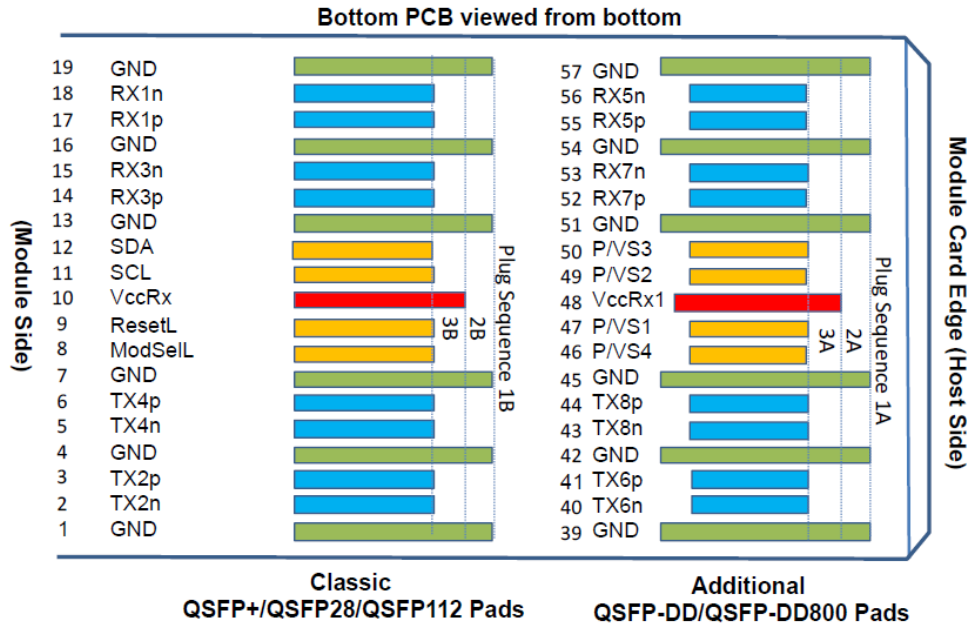 Bottom PCB viewed from bottom
19 GND 57 GND
18 RX1n 56 RX5n
17 RX1p 55 RX5p
16 GND 54 GND
15 RX3n 53 RX7n
14 RX3p 52 RX7p
13 GND 51 GND
12 SDA 50 P/VS3
11 SCL 49 P/VS2
10 VccRx 48 VccRx1
9 ResetL 47 P/VS1
8 ModSelL 46 P/VS4
7 GND 45 GND
6 TX4p 44 TX8p
5 TX4n 43 TX8n
4 GND 42 GND
3 TX2p 41 TX6p
2 TX2n 40 TX6n
1 GND 39 GND
(Module Side)
3B
2B
Plug Sequence 1B
3A
2A
Plug Sequence 1A
Module Card Edge (Host Side)
Classic
QSFP+/QSFP28/QSFP112 Pads
Additional
QSFP-DD/QSFP-DD800 Pads